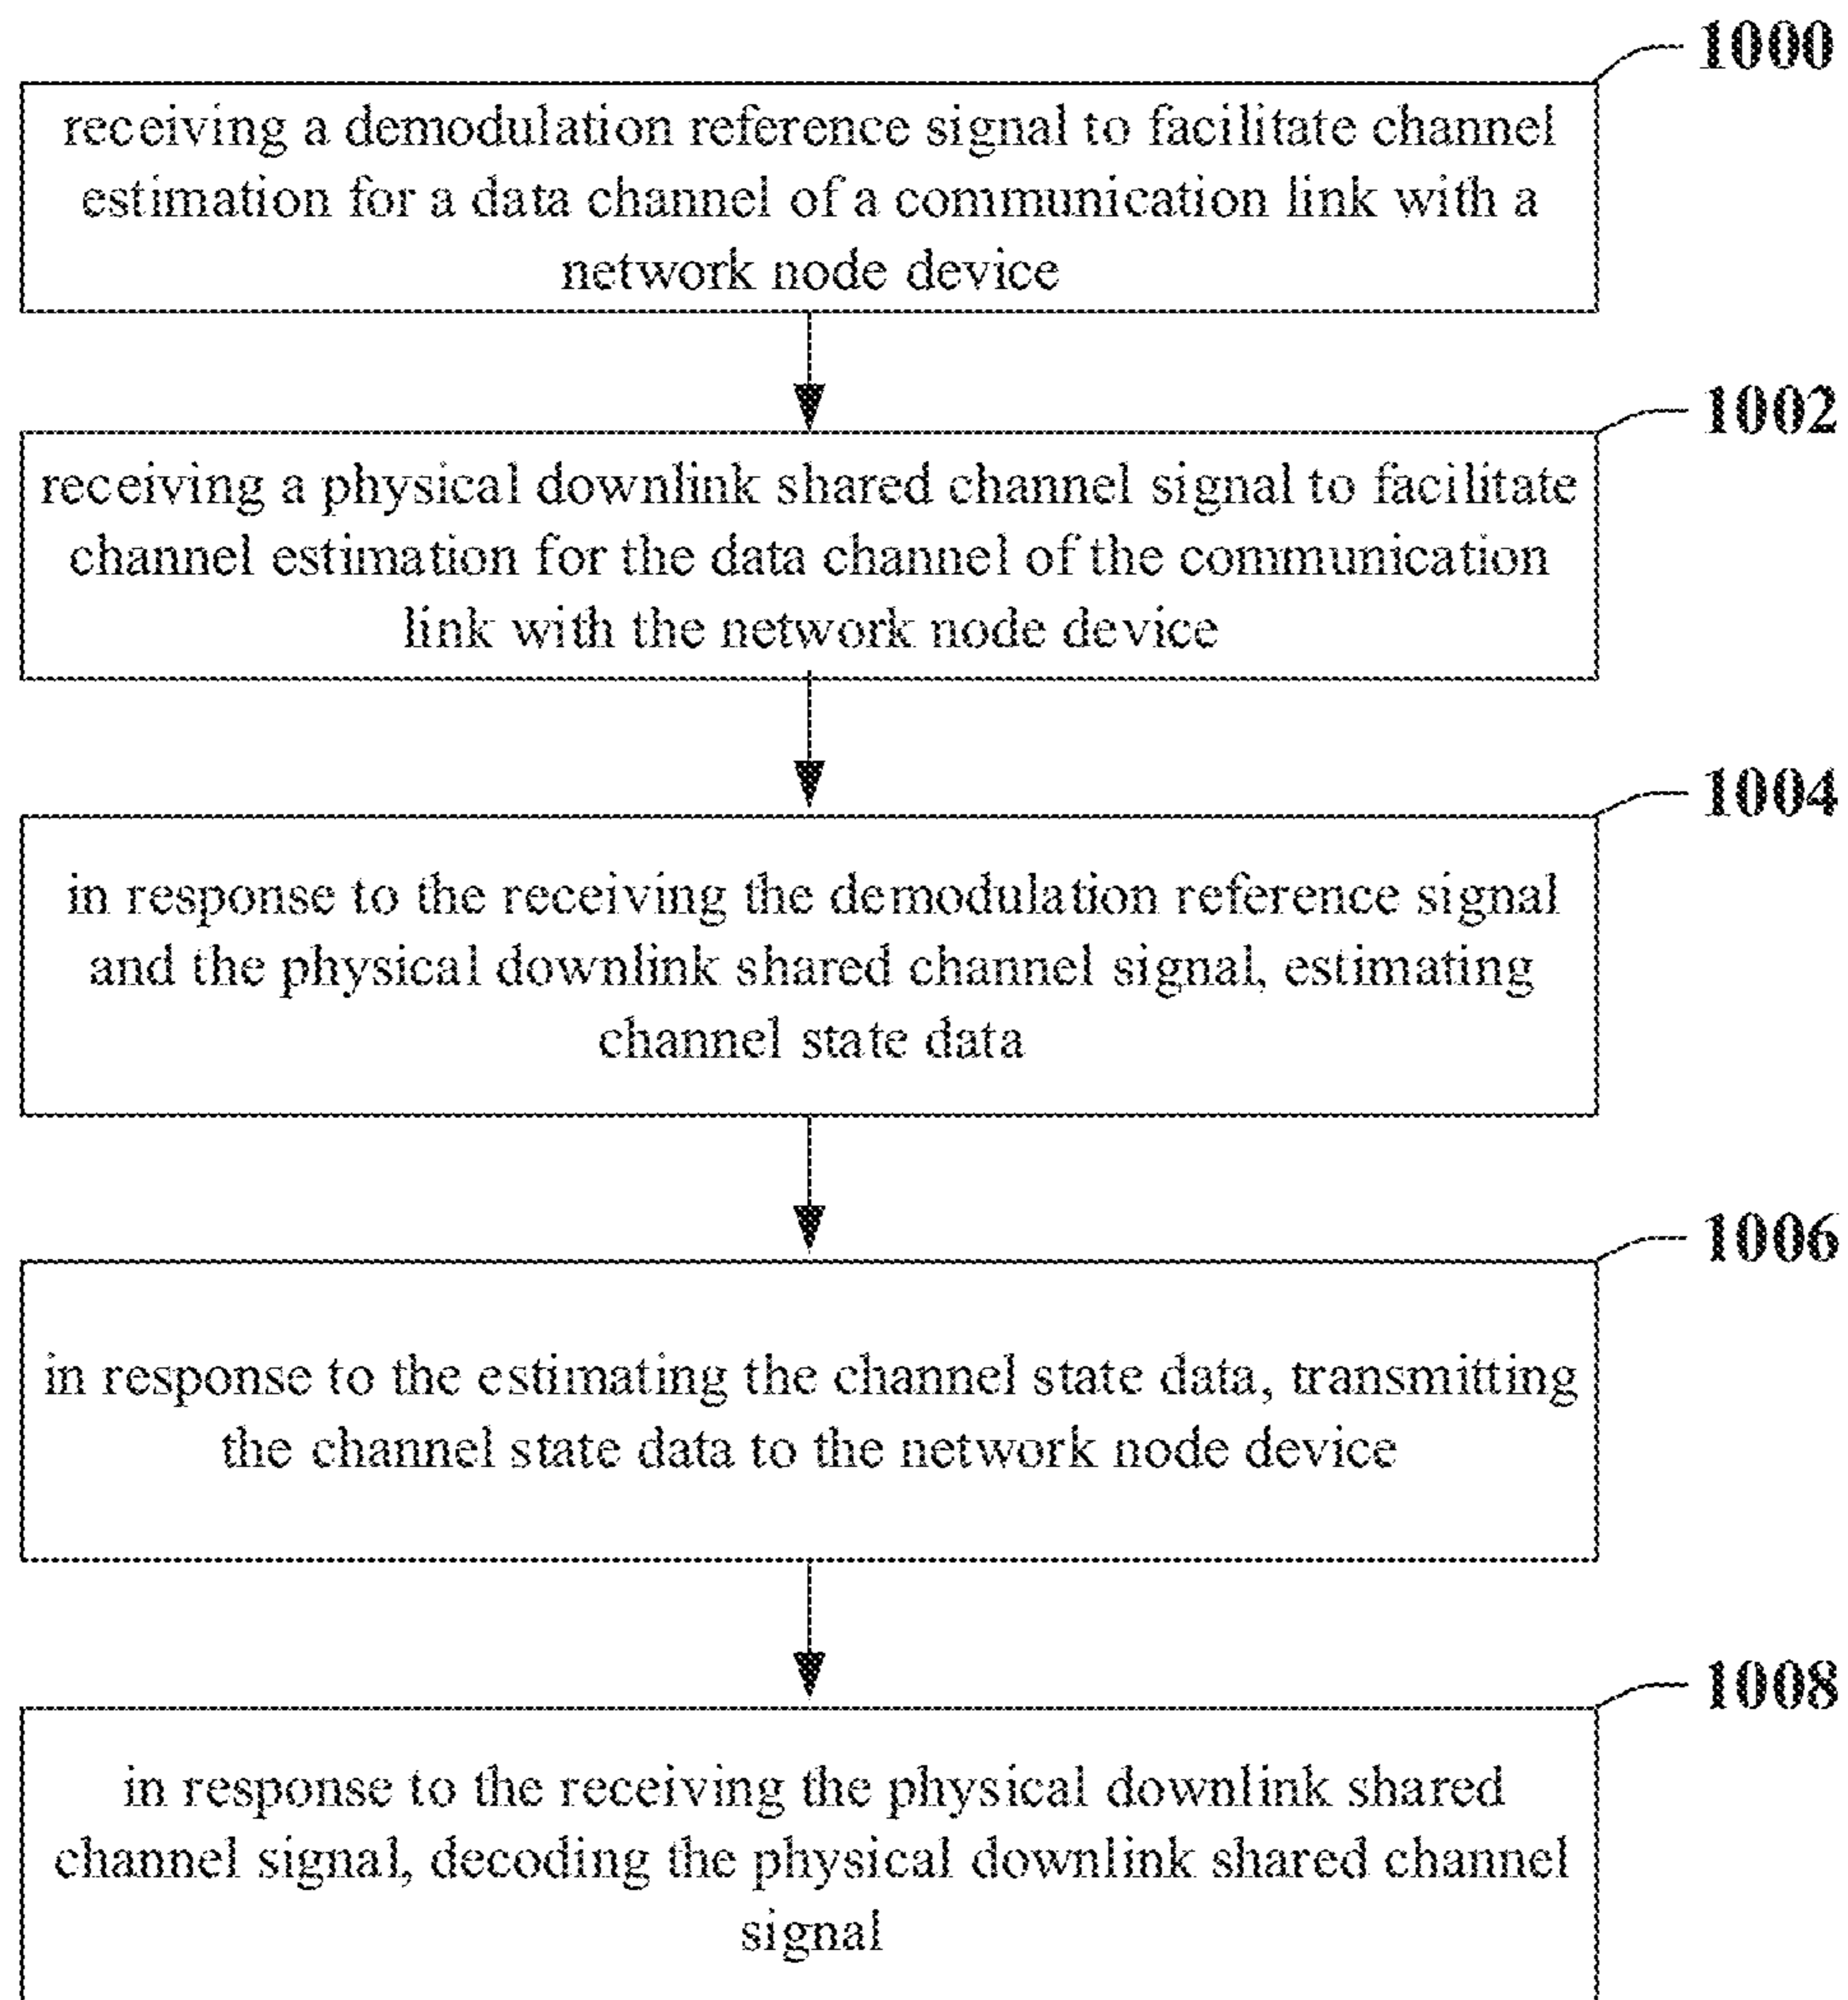 1000
receiving a demodulation reference signal to facilitate channel
estimation for a data channel of a communication link with a
network node device
1002
receiving a physical downlink shared channel signal to facilitate
channel estimation for the data channel of the communication
link with the network node device
1004
in response to the receiving the demodulation reference signal
and the physical downlink shared channel signal, estimating
channel state data
1006
in response to the estimating the channel state data, transmitting
the channel state data to the network node device
1008
in response to the receiving the physical downlink shared
channel signal, decoding the physical downlink shared channel
signal